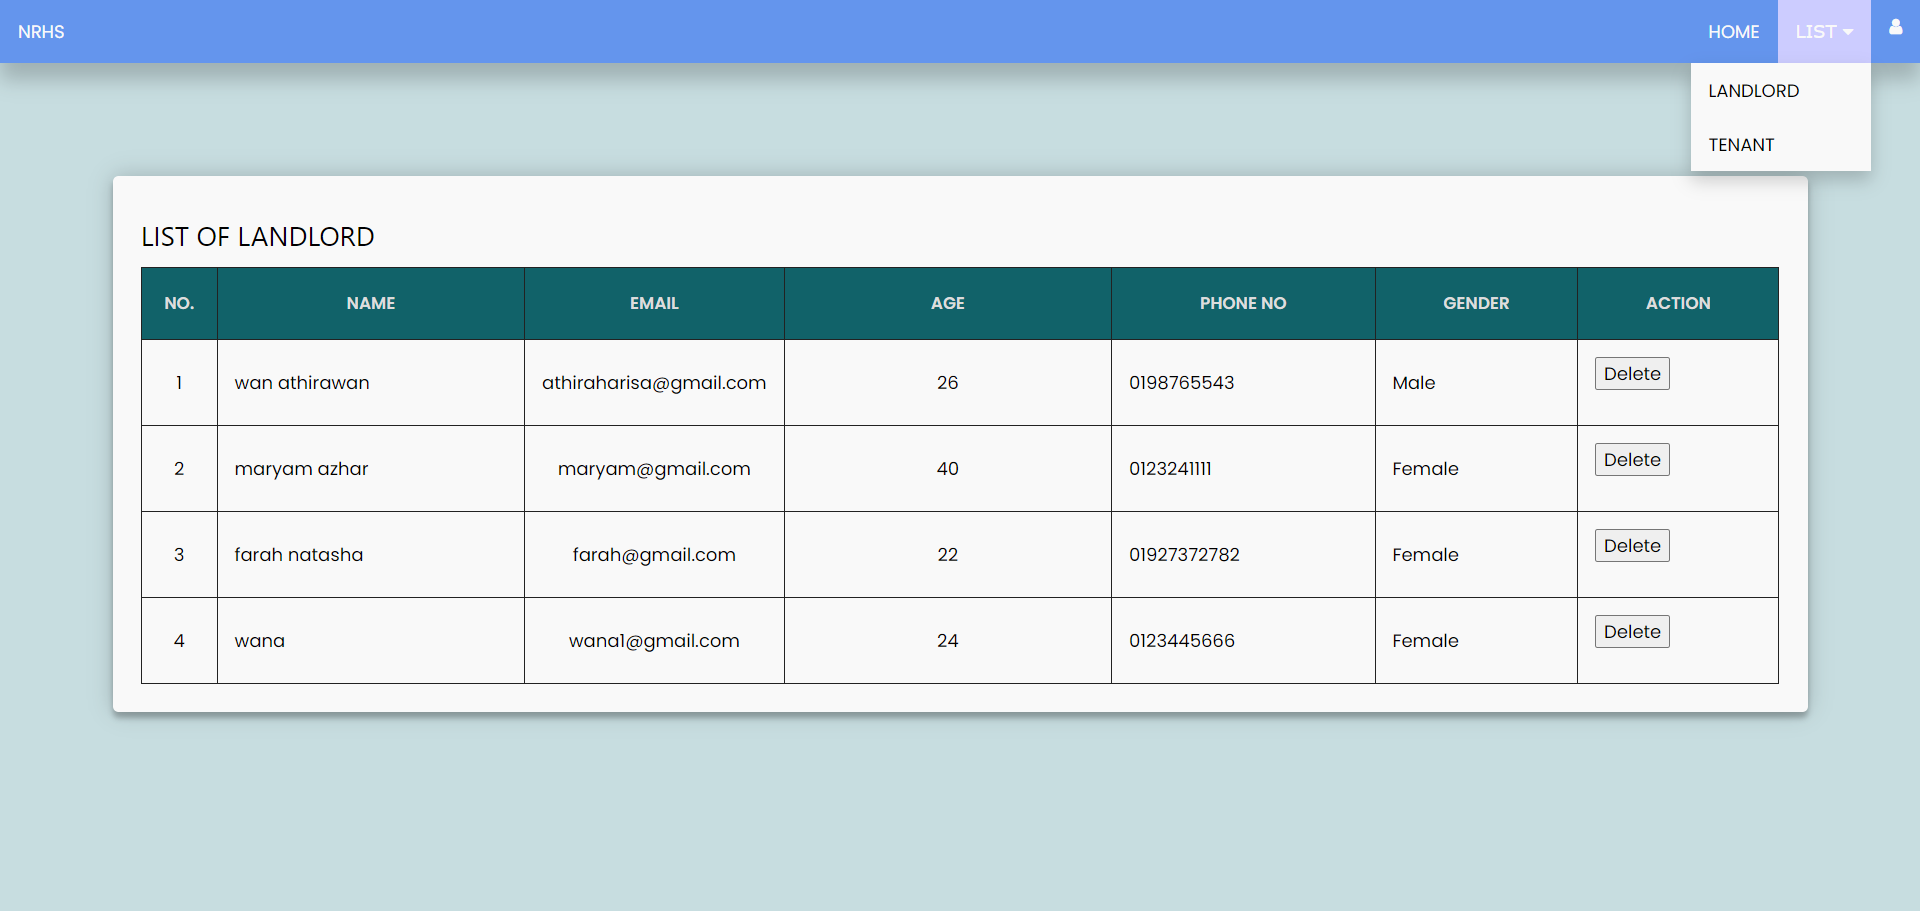 NRHS HOME LIST
LANDLORD
TENANT
LIST OF LANDLORD
NO. NAME EMAIL AGE PHONE NO GENDER ACTION
1 wan athirawan athiraharisa@gmail.com 26 0198765543 Male Delete
2 maryam azhar maryam@gmail.com 40 0123241111 Female Delete
3 farah natasha farah@gmail.com 22 01927372782 Female Delete
4 wana wana1@gmail.com 24 0123445666 Female Delete